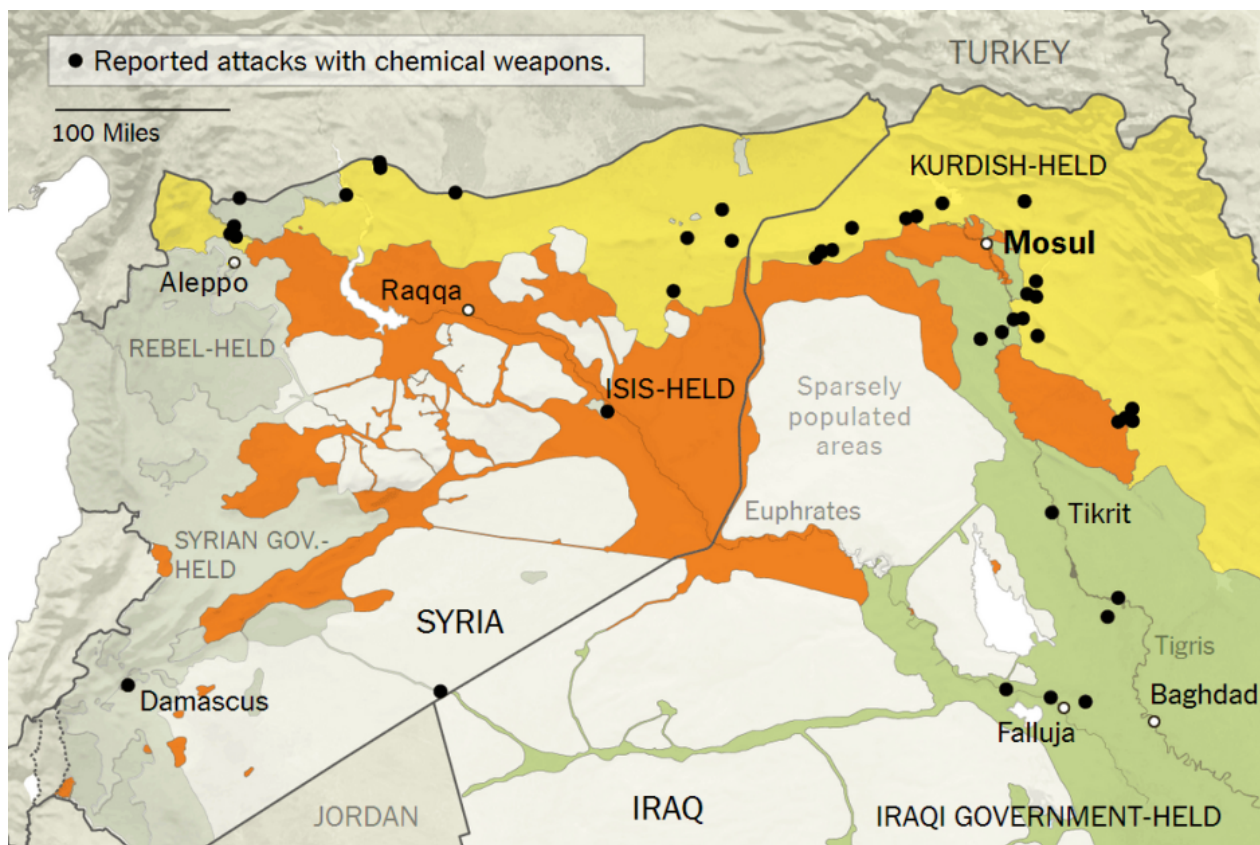 Reported attacks with chemical weapons.
TURKEY
100 Miles
KURDISH-HELD
Mosul
Aleppo
Raqqa
REBEL-HELD
ISIS-HELD
Sparsely
populated
areas
Euphrates
Tikrit
SYRIAN GOV.-
HELD
SYRIA
Tigris
Damascus
Baghdad
Falluja
JORDAN
IRAQ
IRAQI GOVERNMENT-HELD